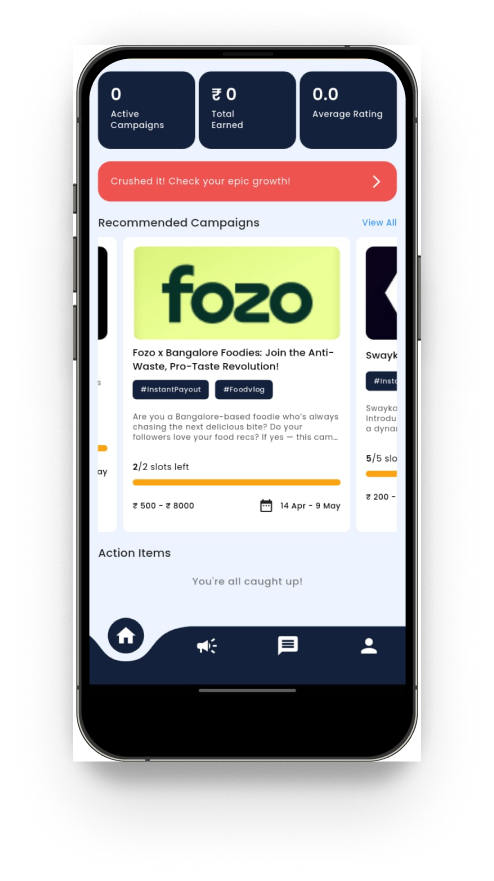 0
Active
Campaigns
₹ 0
Total
Earned
0.0
Average Rating
Crushed it! Check your epic growth!
Recommended Campaigns
View All
fozo
Fozo x Bangalore Foodies: Join the Anti-
Waste, Pro-Taste Revolution!
#InstantPayout
#Foodvlog
Are you a Bangalore-based foodie who's always
chasing the next delicious bite? Do your
followers love your food recs? If yes — this cam...
2/2 slots left
₹ 500 - ₹ 8000
14 Apr - 9 May
s
ay
Swayk
#Insta
Swayka
Introdu
a dynar
5/5 slo
₹ 200 -
Action Items
You're all caught up!